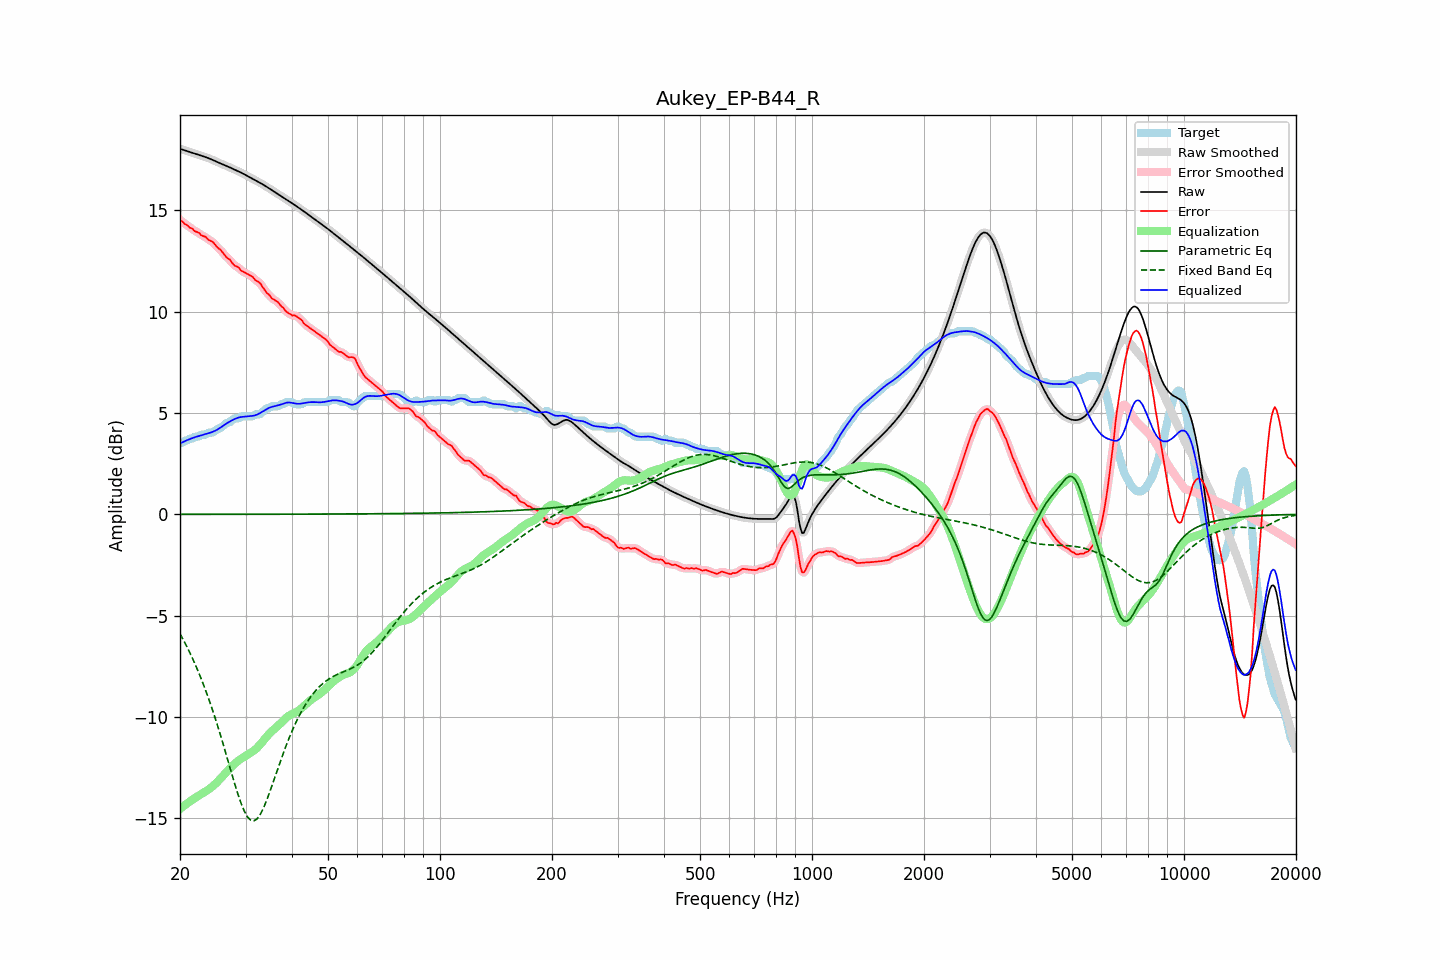 Aukey_EP-B44_R
Target
Raw Smoothed
Error Smoothed
Raw
Error
Equalization
Parametric Eq
Fixed Band Eq
Equalized
Amplitude (dBr)
15
10
5
0
−5
−10
−15
20 50 100 200 500 1000 2000 5000 10000 20000
Frequency (Hz)